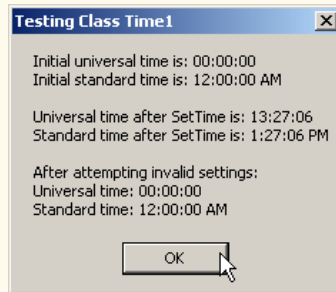 Testing Class Time1
Initial universal time is: 00:00:00
Initial standard time is: 12:00:00 AM
Universal time after SetTime is: 13:27:06
Standard time after SetTime is: 1:27:06 PM
After attempting invalid settings:
Universal time: 00:00:00
Standard time: 12:00:00 AM
OK